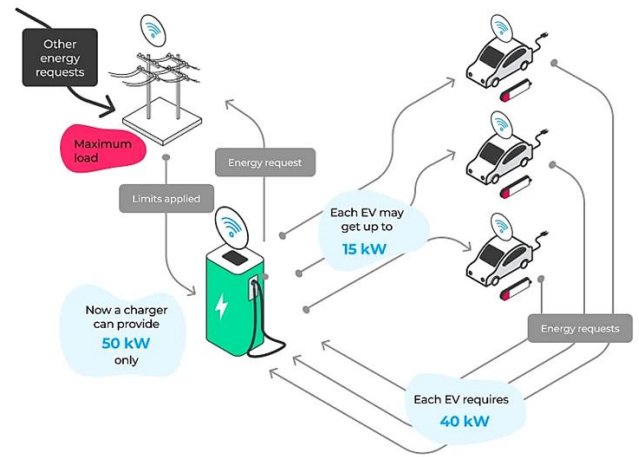 Other
energy
requests
Maximum
load
Energy request
Limits applied
Each EV may
get up to
15 kW
Now a charger
can provide
50 kW
only
Energy requests
Each EV requires
40 kW